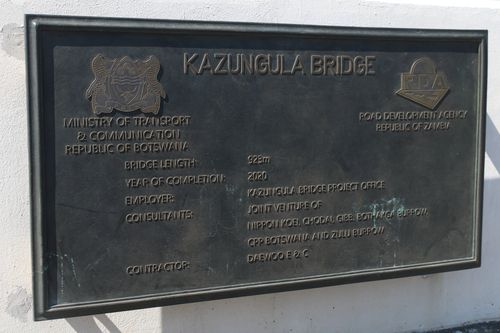 KAZUNGULA BRIDGE
RDA
MINISTRY OF TRANSPORT
& COMMUNICATION
REPUBLIC OF BOTSWANA
ROAD DEVELOPMENT AGENCY
REPUBLIC OF ZAMBIA
BRIDGE LENGTH: 923m
YEAR OF COMPLETION: 2020
EMPLOYER: KAZUNGULA BRIDGE PROJECT OFFICE
CONSULTANTS: JOINT VENTURE OF
NIPPON KOEI, CHODAI, GIBB, BOTHAKGA BURROW,
CPP BOTSWANA AND ZULU BURROW
CONTRACTOR: DAEWOO E & C